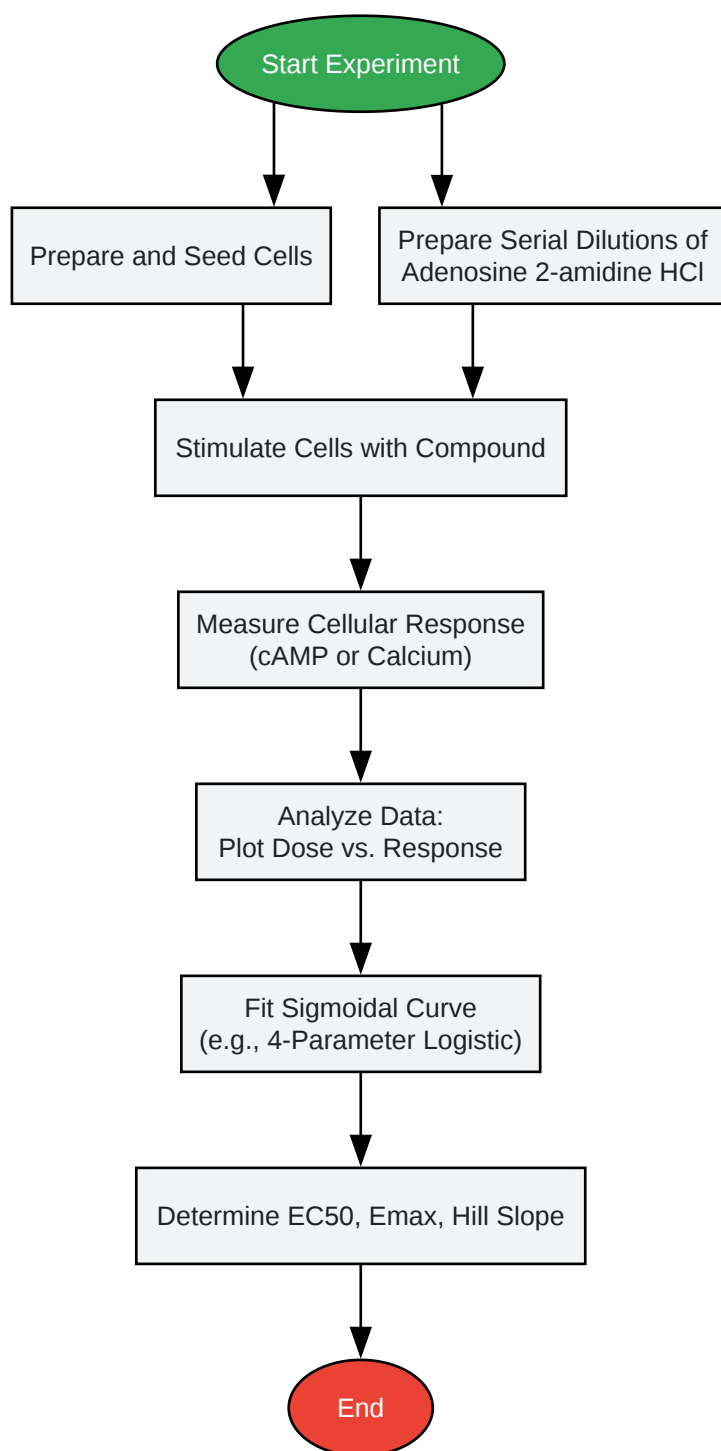 Start Experiment
Prepare and Seed Cells
Prepare Serial Dilutions of
Adenosine 2-amidine HCl
Stimulate Cells with Compound
Measure Cellular Response
(cAMP or Calcium)
Analyze Data:
Plot Dose vs. Response
Fit Sigmoidal Curve
(e.g., 4-Parameter Logistic)
Determine EC50, Emax, Hill Slope
End